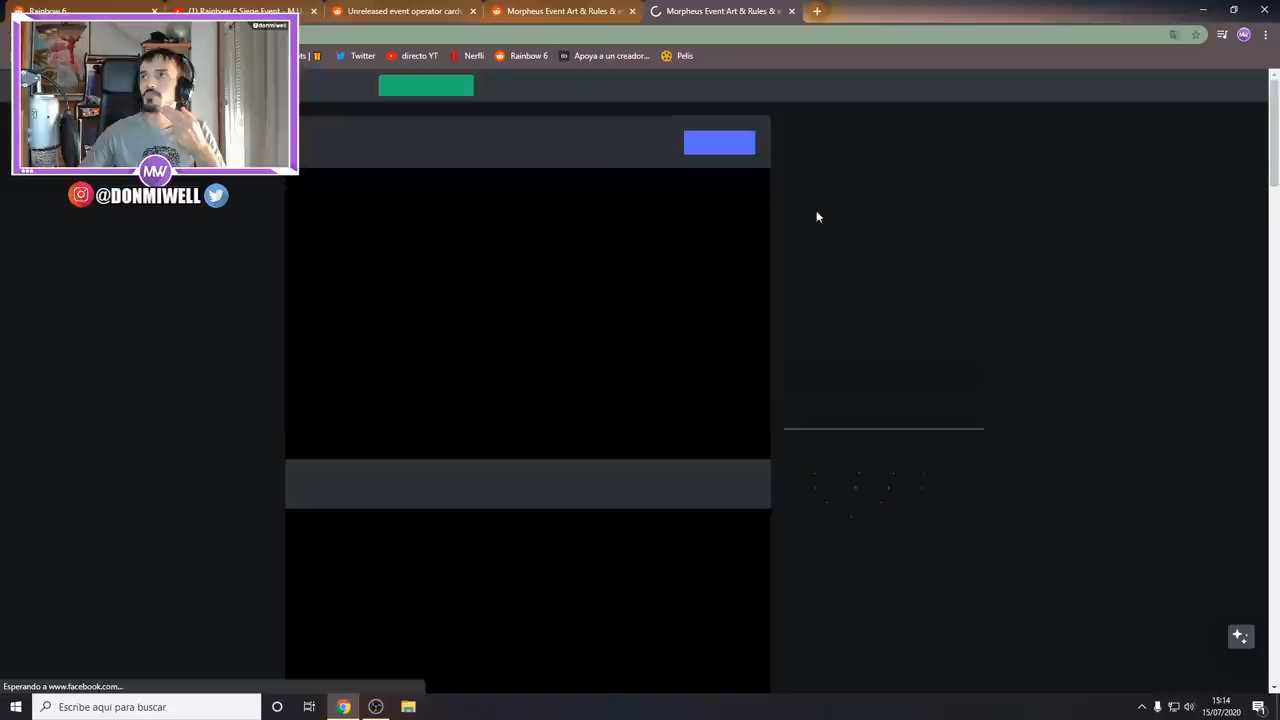 Rainbow 6
(1) Rainbow 6 Siege Event - M
Unreleased event operator card
Morpheus Event Art & Rules & e
Morpheus Event Art & Rules & e
@donmiwell
Twitter
directo YT
Nerfli
Rainbow 6
Apoya a un creador...
Pelis
MW
@DONMIWELL
Esperando a www.facebook.com...
Escribe aquí para buscar
15:14
15/07/2020